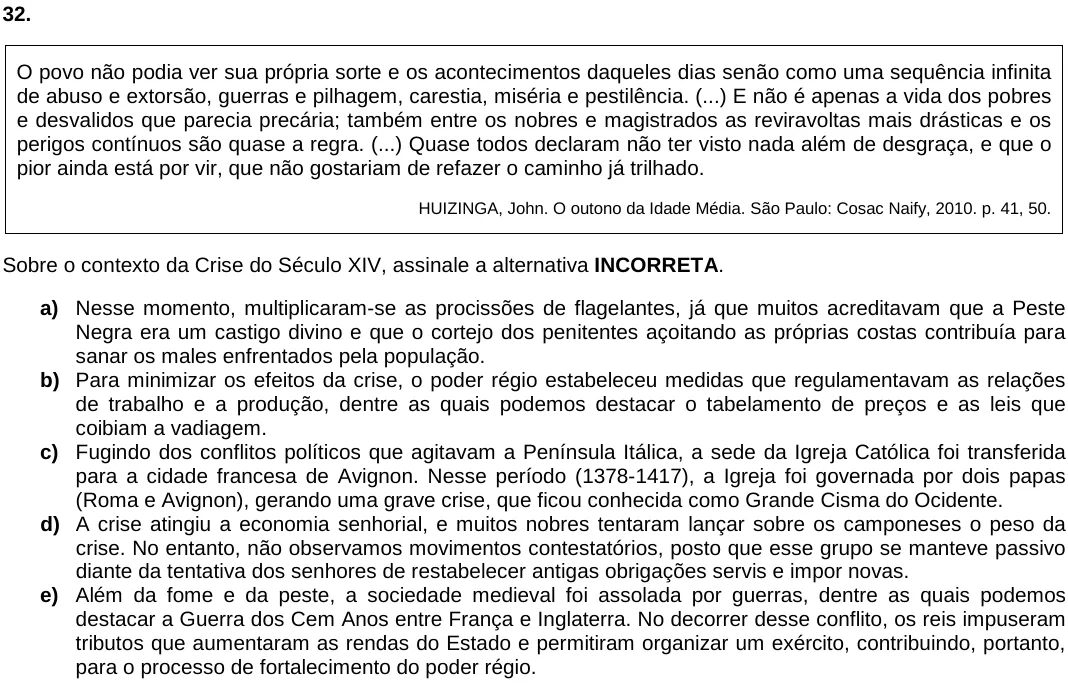 32.
O povo não podia ver sua própria sorte e os acontecimentos daqueles dias senão como uma sequência infinita
de abuso e extorsão, guerras e pilhagem, carestia, miséria e pestilência. (...) E não é apenas a vida dos pobres
e desvalidos que parecia precária; também entre os nobres e magistrados as reviravoltas mais drásticas e os
perigos contínuos são quase a regra. (...) Quase todos declaram não ter visto nada além de desgraça, e que o
pior ainda está por vir, que não gostariam de refazer o caminho já trilhado.
HUIZINGA, John. O outono da Idade Média. São Paulo: Cosac Naify, 2010. p. 41, 50.
Sobre o contexto da Crise do Século XIV, assinale a alternativa INCORRETA.
a) Nesse momento, multiplicaram-se as procissões de flagelantes, já que muitos acreditavam que a Peste
Negra era um castigo divino e que o cortejo dos penitentes açoitando as próprias costas contribuía para
sanar os males enfrentados pela população.
b) Para minimizar os efeitos da crise, o poder régio estabeleceu medidas que regulamentavam as relações
de trabalho e a produção, dentre as quais podemos destacar o tabelamento de preços e as leis que
coibiam a vadiagem.
c) Fugindo dos conflitos políticos que agitavam a Península Itálica, a sede da Igreja Católica foi transferida
para a cidade francesa de Avignon. Nesse período (1378-1417), a Igreja foi governada por dois papas
(Roma e Avignon), gerando uma grave crise, que ficou conhecida como Grande Cisma do Ocidente.
d) A crise atingiu a economia senhorial, e muitos nobres tentaram lançar sobre os camponeses o peso da
crise. No entanto, não observamos movimentos contestatórios, posto que esse grupo se manteve passivo
diante da tentativa dos senhores de restabelecer antigas obrigações servis e impor novas.
e) Além da fome e da peste, a sociedade medieval foi assolada por guerras, dentre as quais podemos
destacar a Guerra dos Cem Anos entre França e Inglaterra. No decorrer desse conflito, os reis impuseram
tributos que aumentaram as rendas do Estado e permitiram organizar um exército, contribuindo, portanto,
para o processo de fortalecimento do poder régio.